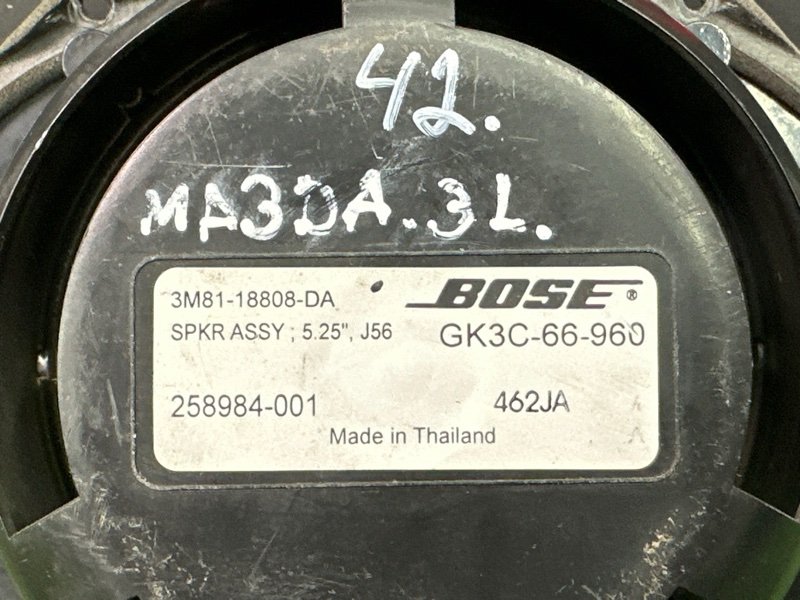 42.
MAЗDA.3L.
3M81-18808-DA
BOSE®
SPKR ASSY ; 5.25", J56
GK3C-66-960
258984-001
462JA
Made in Thailand